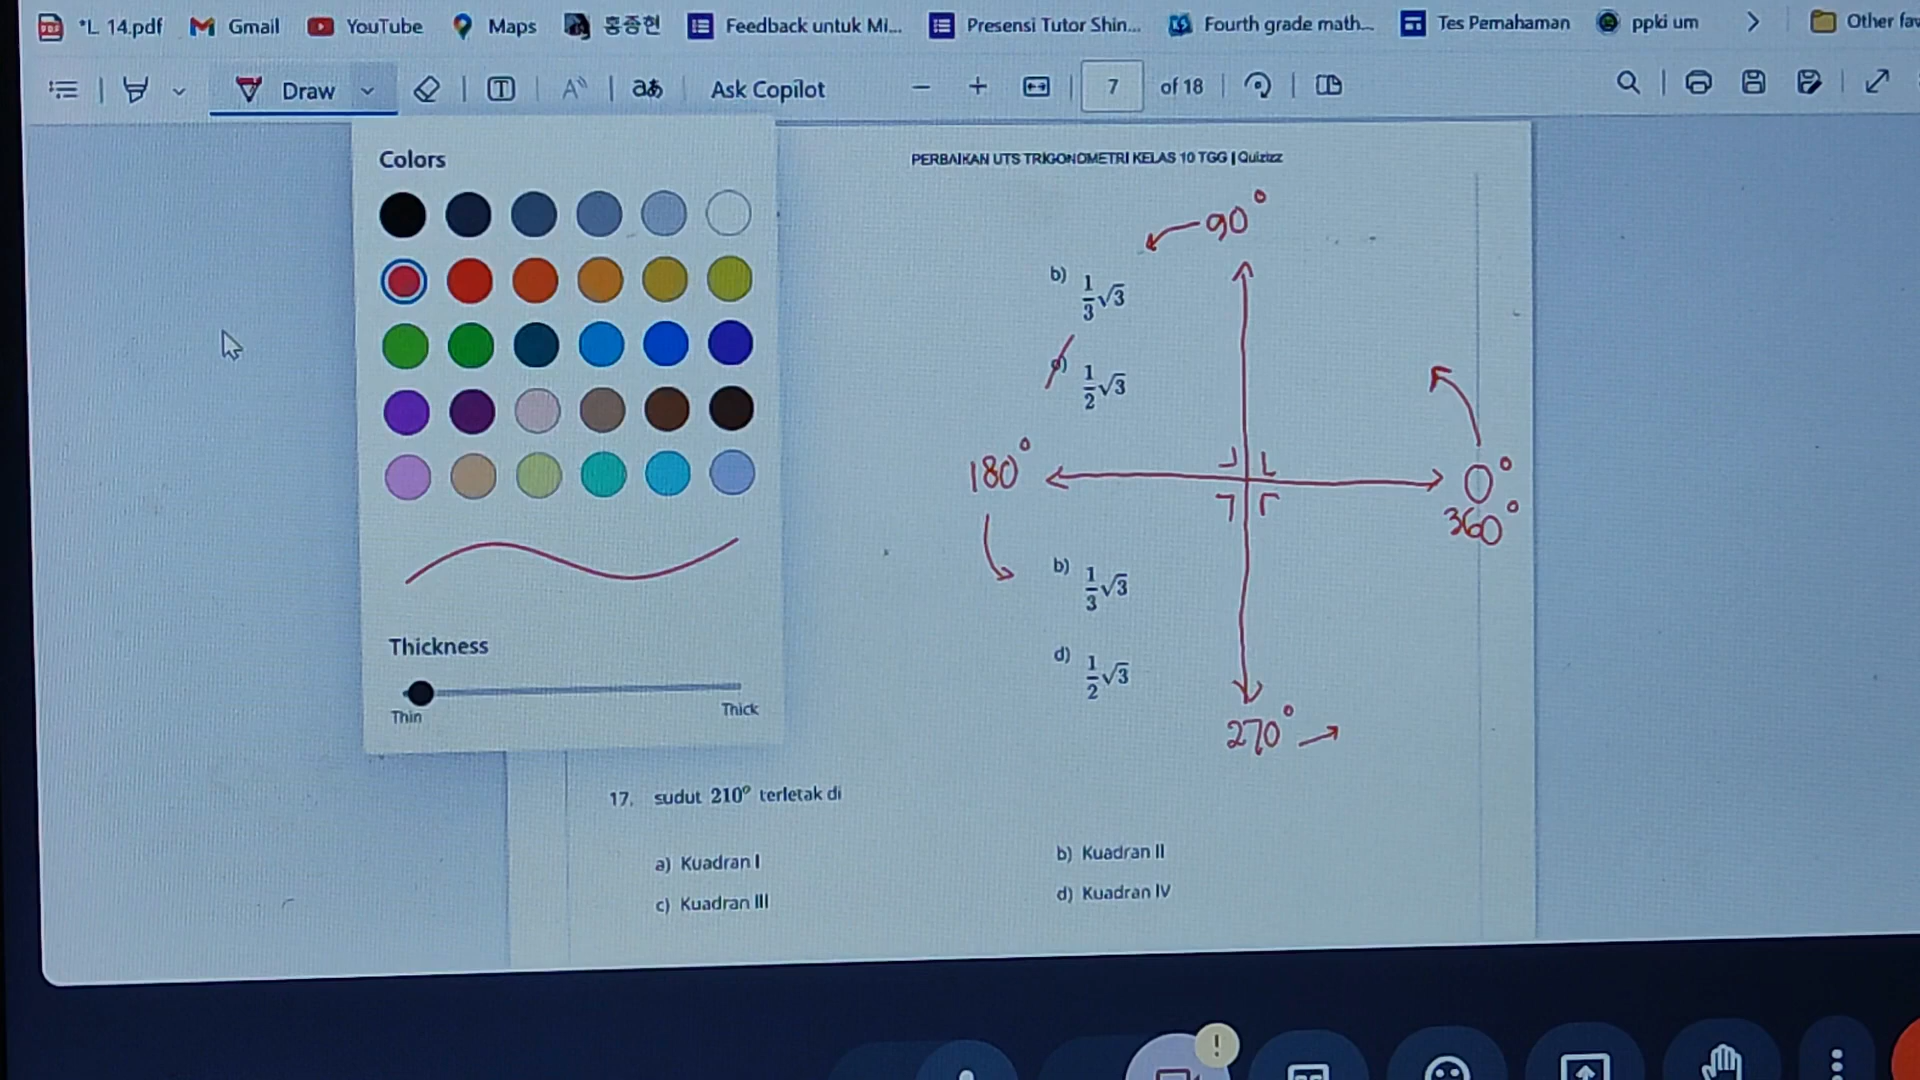 *L 14.pdf Gmail YouTube Maps 홍종현 Feedback untuk Mi... Presensi Tutor Shin... Fourth grade math... Tes Pemahaman ppki um Other fav
Draw T A aあ Ask Copilot 7 of 18
Colors
PERBAIKAN UTS TRIGONOMETRI KELAS 10 TGG | Quizizz
90°
b) 1/3 √3
1/2 √3
180° 0°
360°
b) 1/3 √3
d) 1/2 √3
270°
Thickness
Thin Thick
17. sudut 210° terletak di
a) Kuadran I b) Kuadran II
c) Kuadran III d) Kuadran IV
!